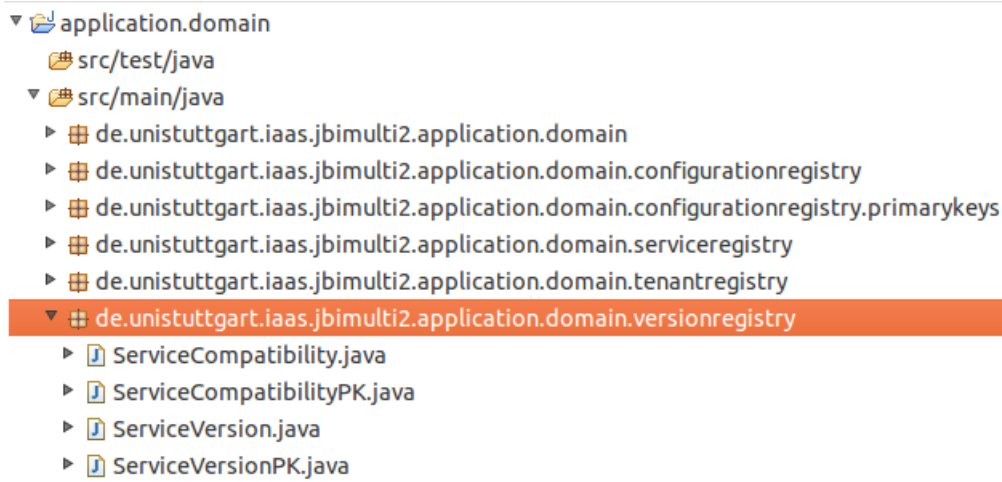 application.domain
src/test/java
src/main/java
de.unistuttgart.iaas.jbimulti2.application.domain
de.unistuttgart.iaas.jbimulti2.application.domain.configurationregistry
de.unistuttgart.iaas.jbimulti2.application.domain.configurationregistry.primarykeys
de.unistuttgart.iaas.jbimulti2.application.domain.serviceregistry
de.unistuttgart.iaas.jbimulti2.application.domain.tenantregistry
de.unistuttgart.iaas.jbimulti2.application.domain.versionregistry
ServiceCompatibility.java
ServiceCompatibilityPK.java
ServiceVersion.java
ServiceVersionPK.java